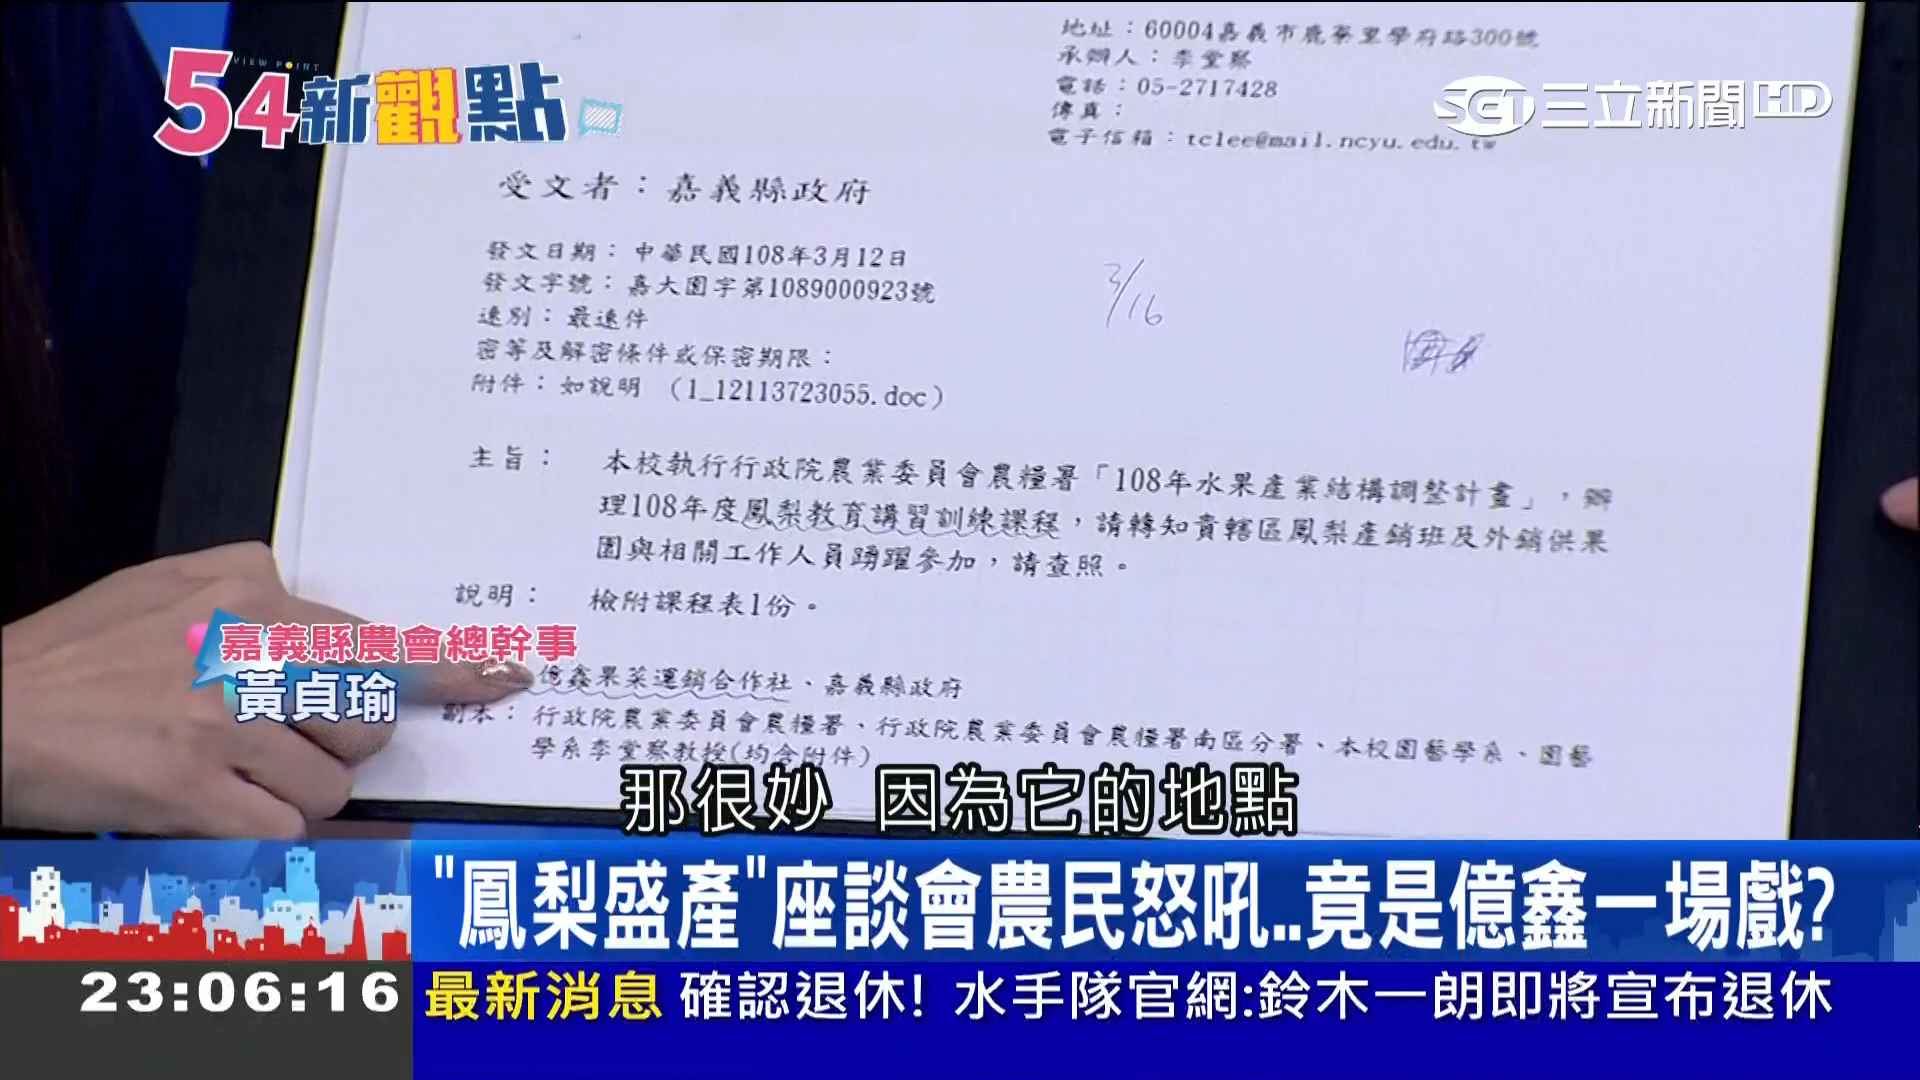 地址：60004嘉義市鹿寮里學府路300號
承辦人：李堂察
電話：05-2717428
傳真：
電子信箱：tclee@mail.ncyu.edu.tw
54新觀點
VIEW POINT
SET三立新聞HD
受文者：嘉義縣政府
發文日期：中華民國108年3月12日
發文字號：嘉大園字第1089000923號
速別：最速件
密等及解密條件或保密期限：
附件：如說明 （1_12113723055.doc）
3/16
主旨：本校執行行政院農業委員會農糧署「108年水果產業結構調整計畫」，辦
理108年度鳳梨教育講習訓練課程，請轉知貴轄區鳳梨產銷班及外銷供果
園與相關工作人員踴躍參加，請查照。
說明：檢附課程表1份。
嘉義縣農會總幹事
黃貞瑜
億鑫果菜運銷合作社、嘉義縣政府
副本：行政院農業委員會農糧署、行政院農業委員會農糧署南區分署、本校園藝學系、園藝
學系李堂察教授(均含附件)
那很妙 因為它的地點
"鳳梨盛產"座談會農民怒吼..竟是億鑫一場戲?
23:06:16
最新消息 確認退休! 水手隊官網:鈴木一朗即將宣布退休